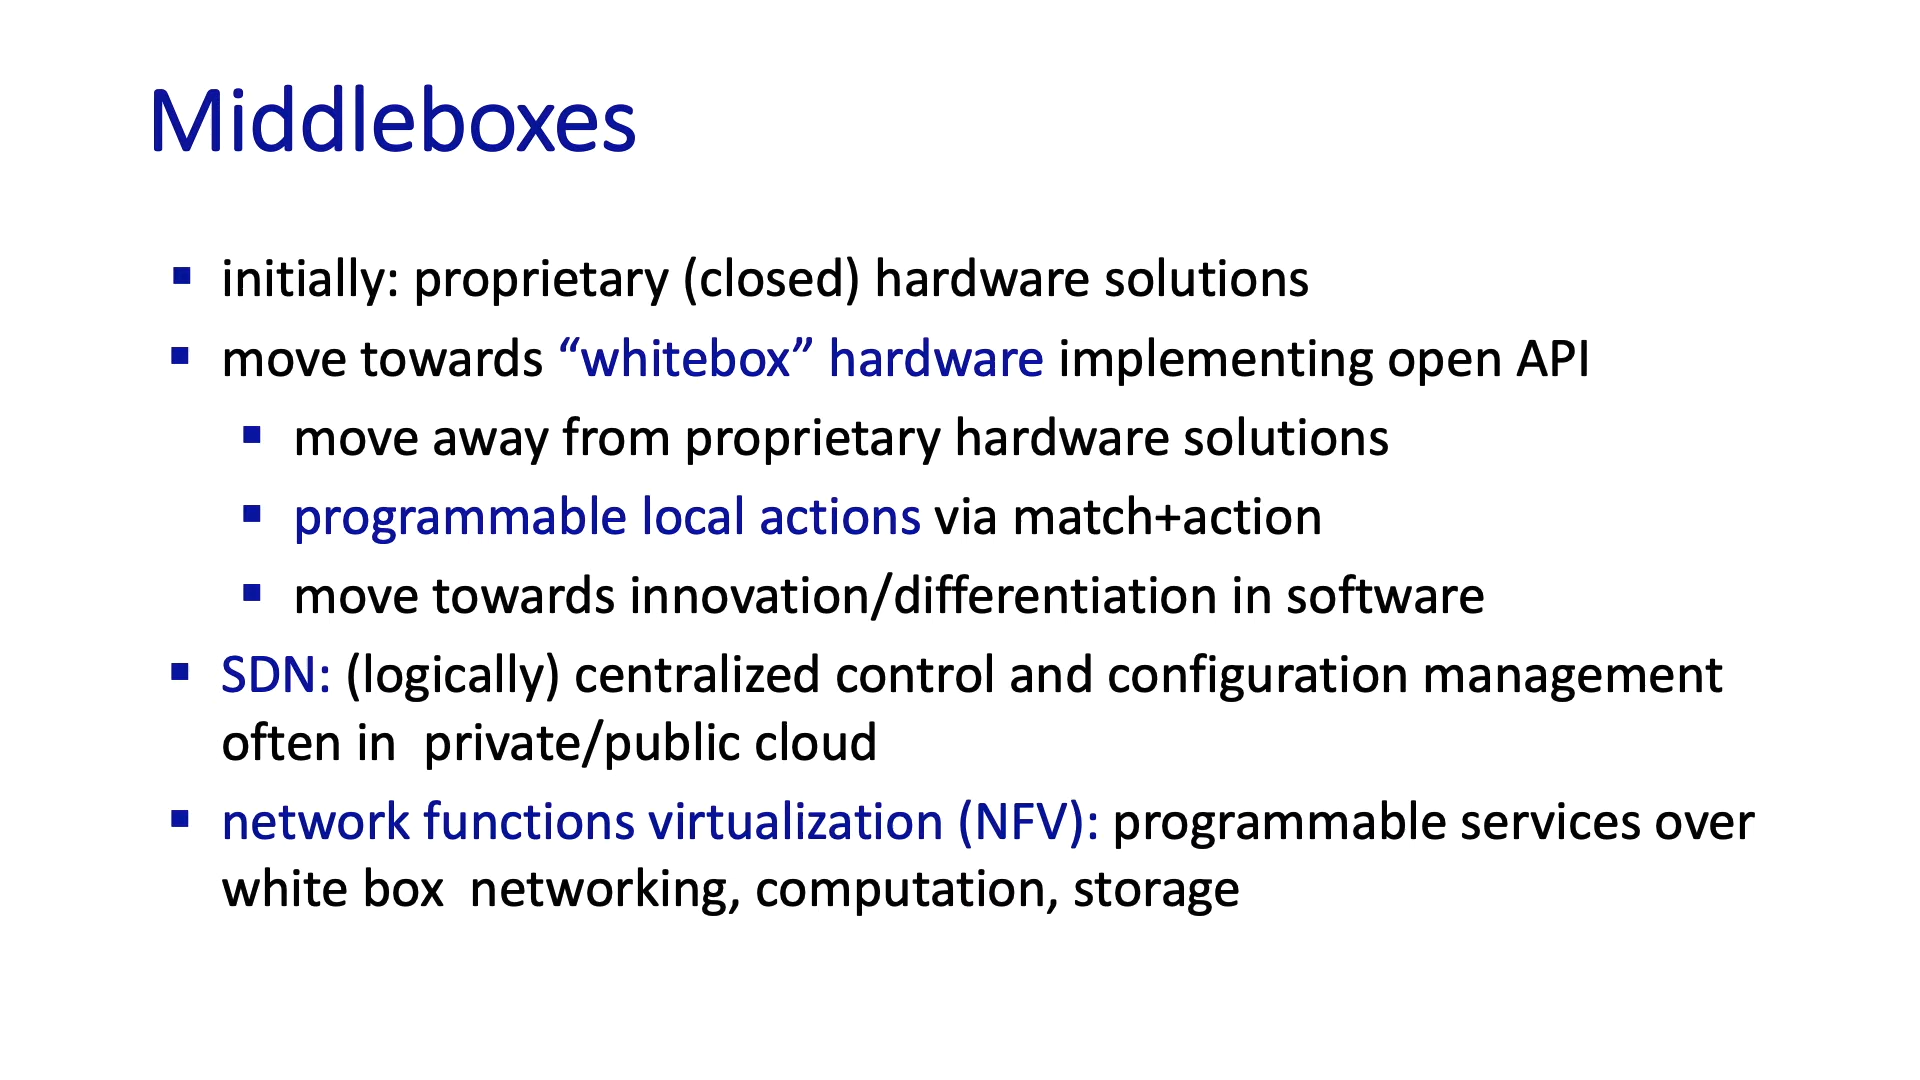 Middleboxes
▪ initially: proprietary (closed) hardware solutions
▪ move towards “whitebox” hardware implementing open API
▪ move away from proprietary hardware solutions
▪ programmable local actions via match+action
▪ move towards innovation/differentiation in software
▪ SDN: (logically) centralized control and configuration management
often in  private/public cloud
▪ network functions virtualization (NFV): programmable services over
white box  networking, computation, storage